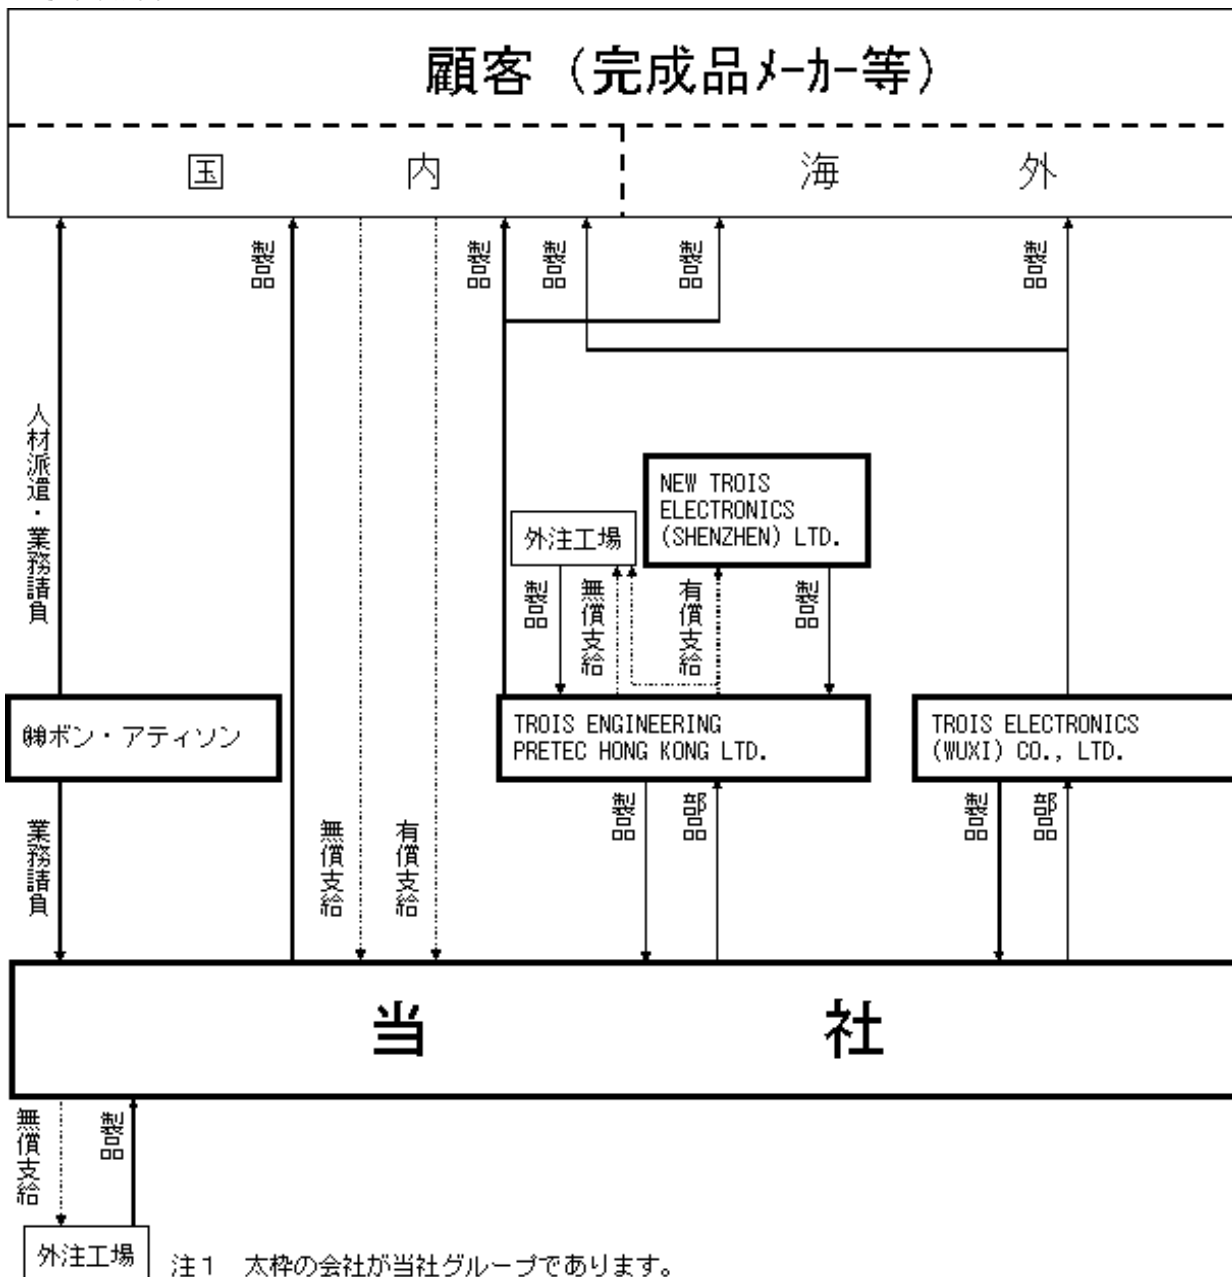 顧客（完成品メーカー等）
国内
海外
製品
製品
製品
製品
製品
人材派遣・業務請負
NEW TROIS
ELECTRONICS
(SHENZHEN) LTD.
外注工場
製品
無償支給
有償支給
製品
㈱ボン・アティソン
TROIS ENGINEERING
PRETEC HONG KONG LTD.
TROIS ELECTRONICS
(WUXI) CO., LTD.
業務請負
無償支給
有償支給
製品
部品
製品
部品
当社
無償支給
製品
外注工場
注１　太枠の会社が当社グループであります。